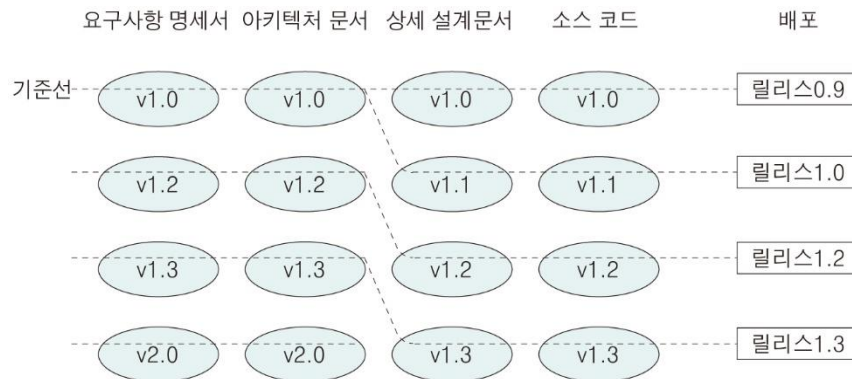 요구사항 명세서 아키텍처 문서 상세 설계문서 소스 코드 배포
기준선 v1.0 v1.0 v1.0 v1.0 릴리스0.9
v1.2 v1.2 v1.1 v1.1 릴리스1.0
v1.3 v1.3 v1.2 v1.2 릴리스1.2
v2.0 v2.0 v1.3 v1.3 릴리스1.3